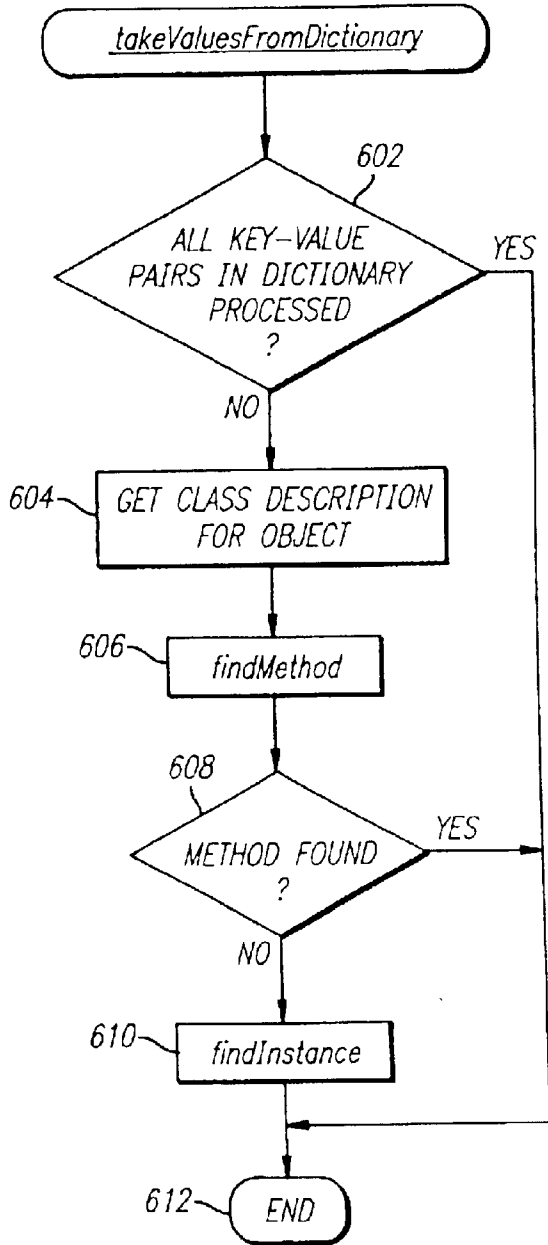 takeValuesFromDictionary
602
ALL KEY-VALUE
PAIRS IN DICTIONARY
PROCESSED
?
YES
NO
604
GET CLASS DESCRIPTION
FOR OBJECT
606
findMethod
608
METHOD FOUND
?
YES
NO
610
findInstance
612
END